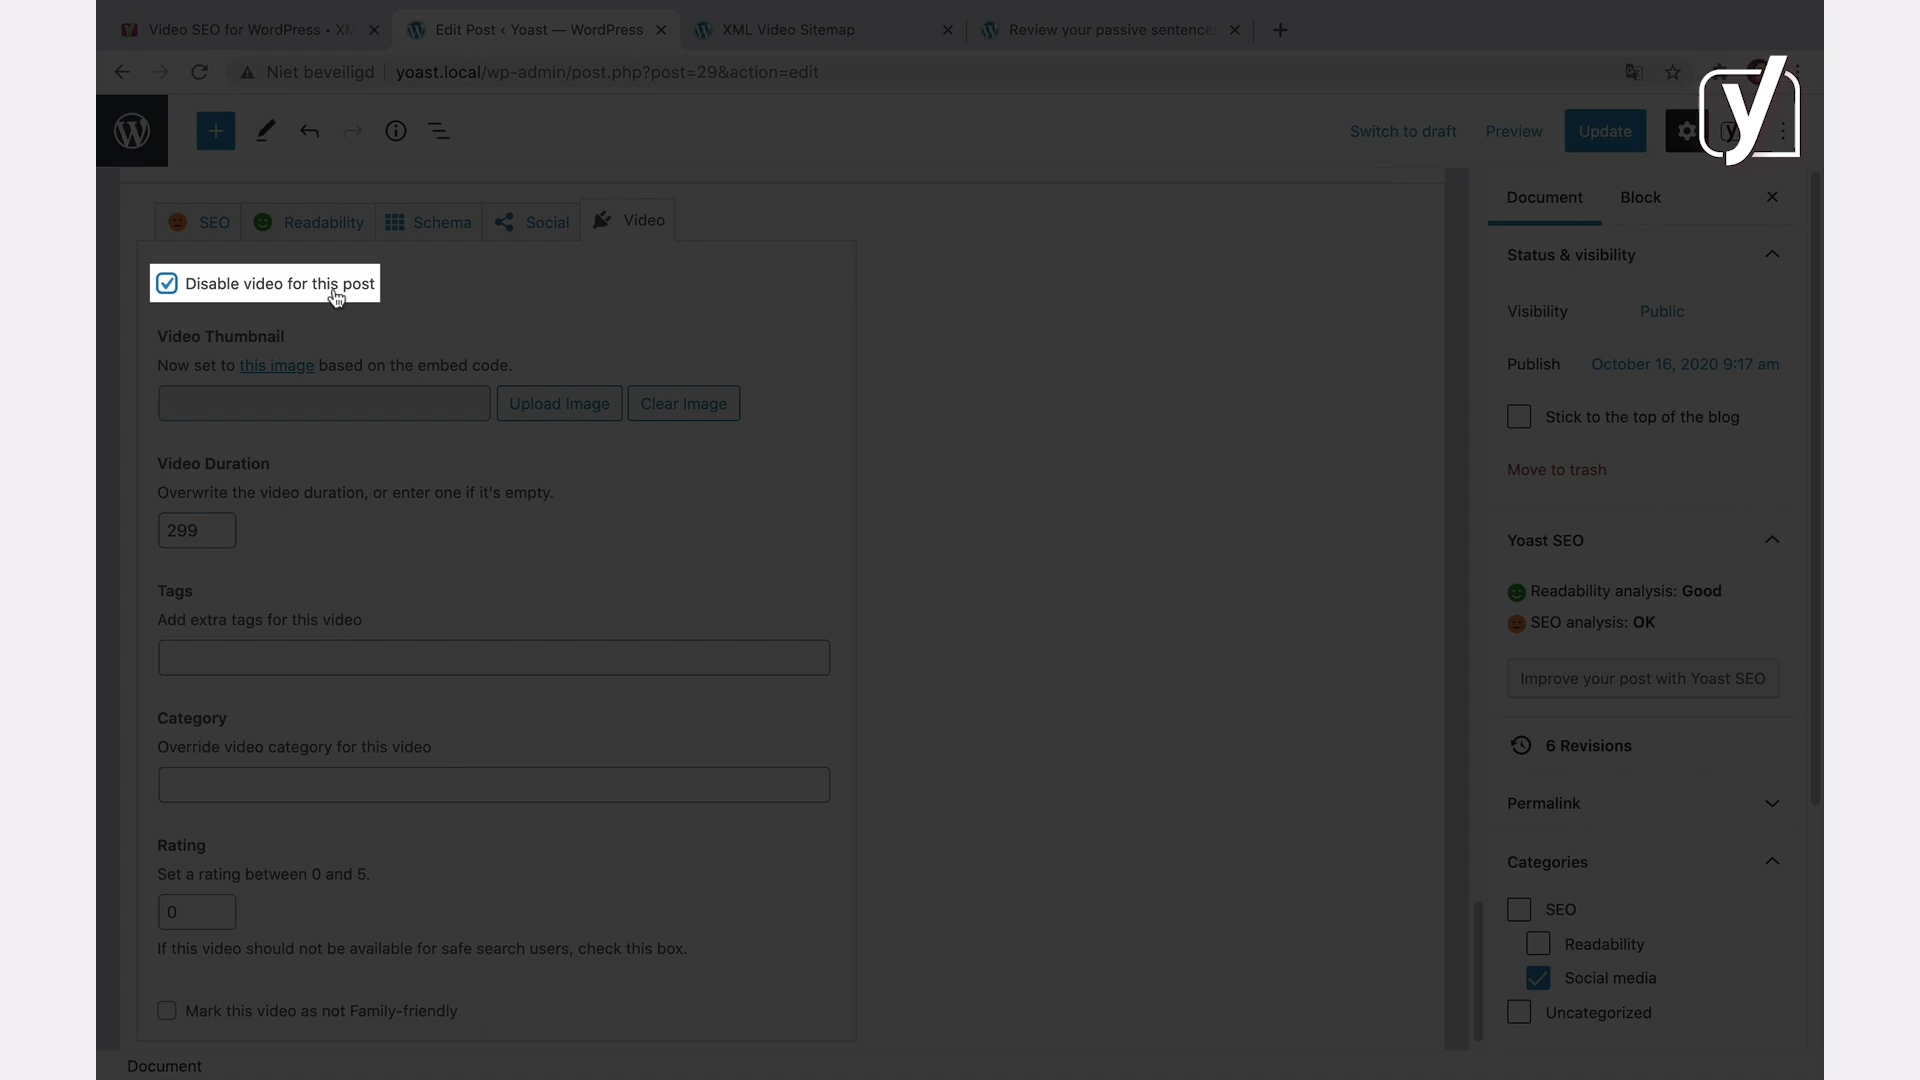 Video SEO for WordPress • XM
Edit Post ‹ Yoast — WordPress
XML Video Sitemap
Review your passive sentence
Niet beveiligd
yoast.local/wp-admin/post.php?post=29&action=edit
Switch to draft
Preview
Update
SEO
Readability
Schema
Social
Video
Disable video for this post
Video Thumbnail
Now set to this image based on the embed code.
Upload Image
Clear Image
Video Duration
Overwrite the video duration, or enter one if it's empty.
299
Tags
Add extra tags for this video
Category
Override video category for this video
Rating
Set a rating between 0 and 5.
0
If this video should not be available for safe search users, check this box.
Mark this video as not Family-friendly
Document
Document
Block
Status & visibility
Visibility
Public
Publish
October 16, 2020 9:17 am
Stick to the top of the blog
Move to trash
Yoast SEO
Readability analysis: Good
SEO analysis: OK
Improve your post with Yoast SEO
6 Revisions
Permalink
Categories
SEO
Readability
Social media
Uncategorized